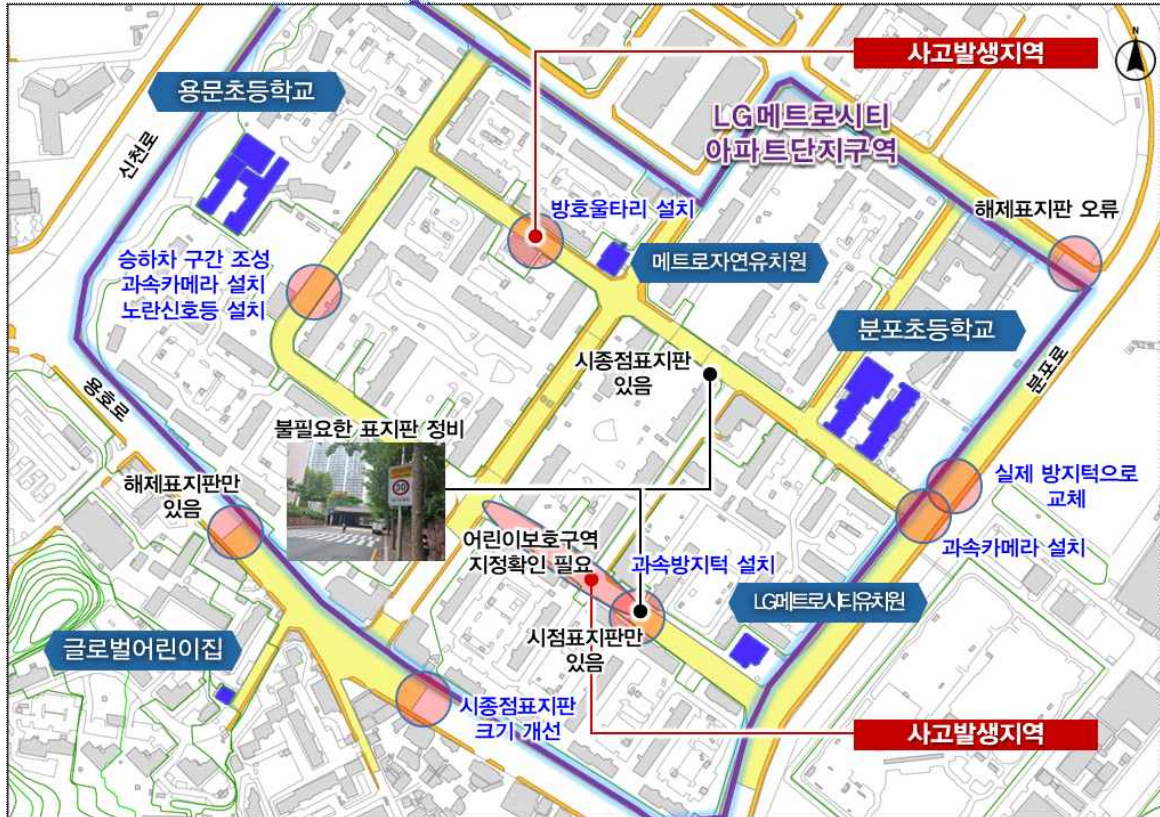 N
사고발생지역
용문초등학교
LG메트로시티
아파트단지구역
신천로
방호울타리 설치
해제표지판 오류
메트로자연유치원
승하차 구간 조성
과속카메라 설치
노란신호등 설치
분포초등학교
분포로
시종점표지판
있음
용호로
불필요한 표지판 정비
30
해제표지판만
있음
실제 방지턱으로
교체
어린이보호구역
지정확인 필요
과속방지턱 설치
과속카메라 설치
LG메트로시티유치원
시점표지판만
있음
글로벌어린이집
시종점표지판
크기 개선
사고발생지역